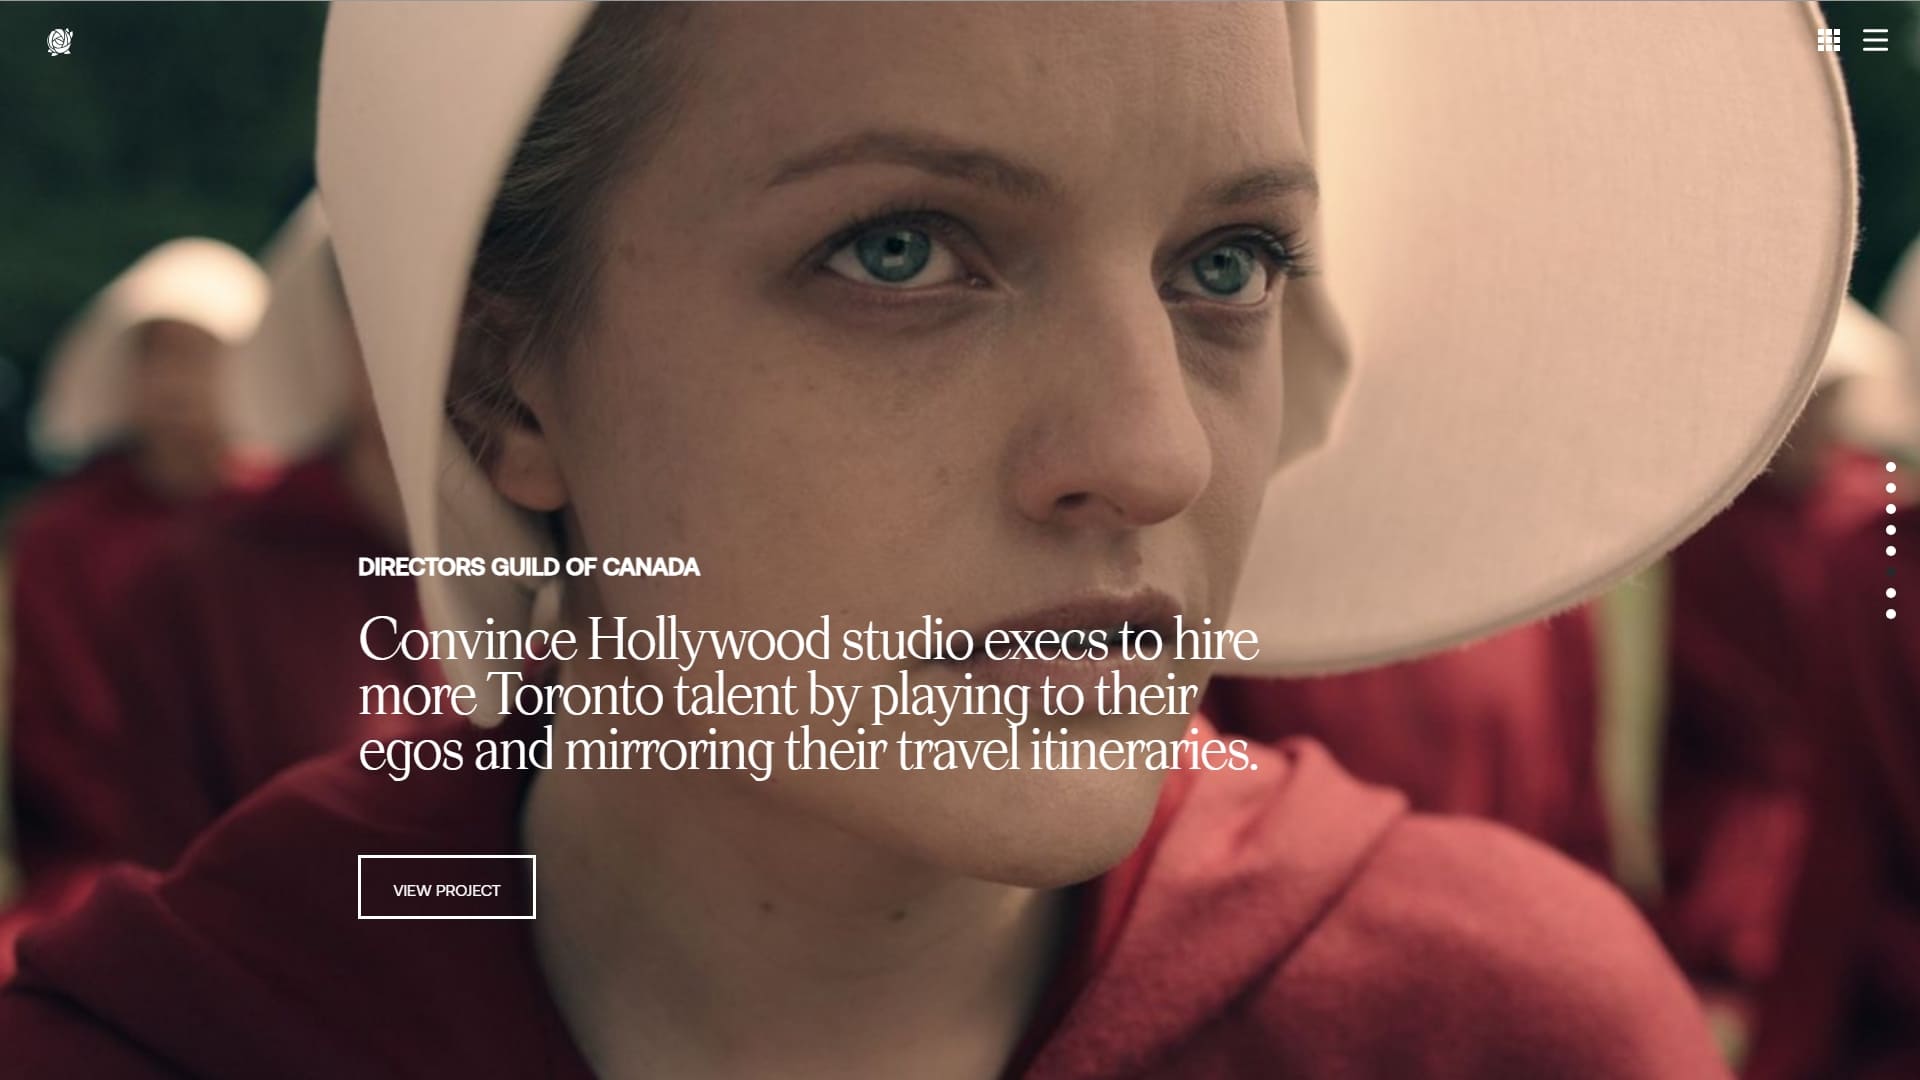 DIRECTORS GUILD OF CANADA
Convince Hollywood studio execs to hire
more Toronto talent by playing to their
egos and mirroring their travel itineraries.
VIEW PROJECT